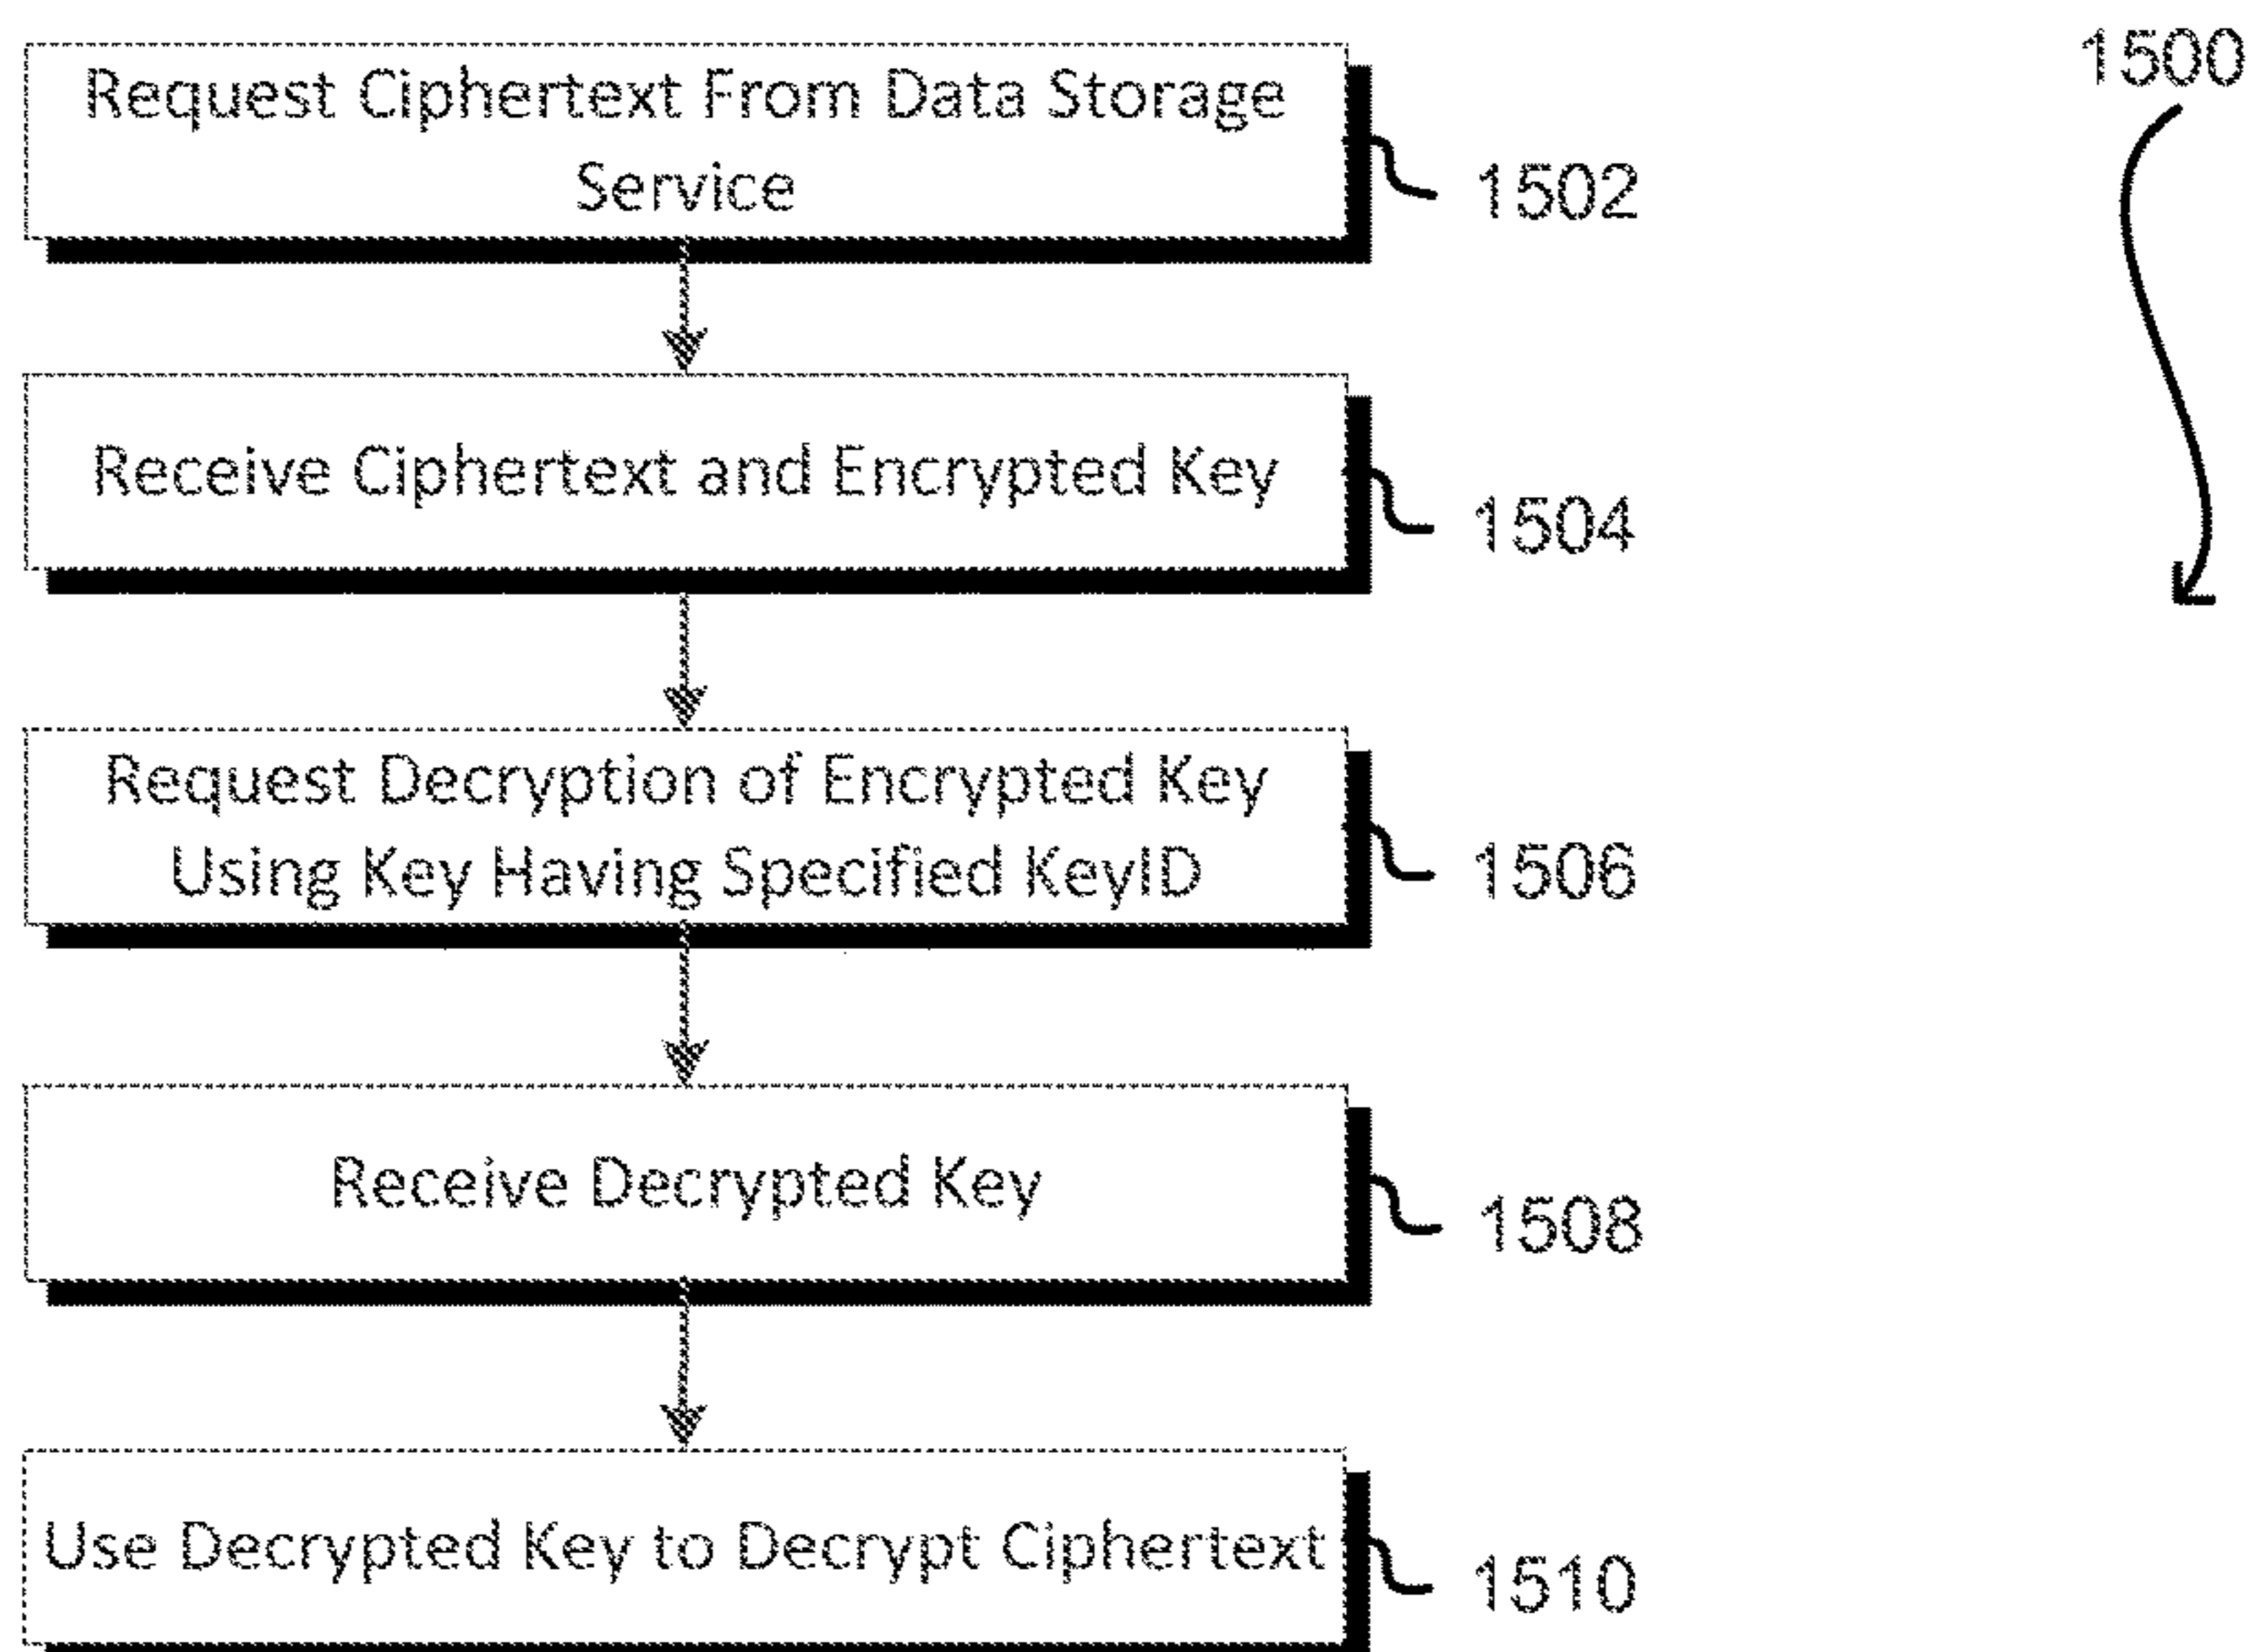 1500
Request Ciphertext From Data Storage
Service
1502
Receive Ciphertext and Encrypted Key
1504
Request Decryption of Encrypted Key
Using Key Having Specified KeyID
1506
Receive Decrypted Key
1508
Use Decrypted Key to Decrypt Ciphertext
1510